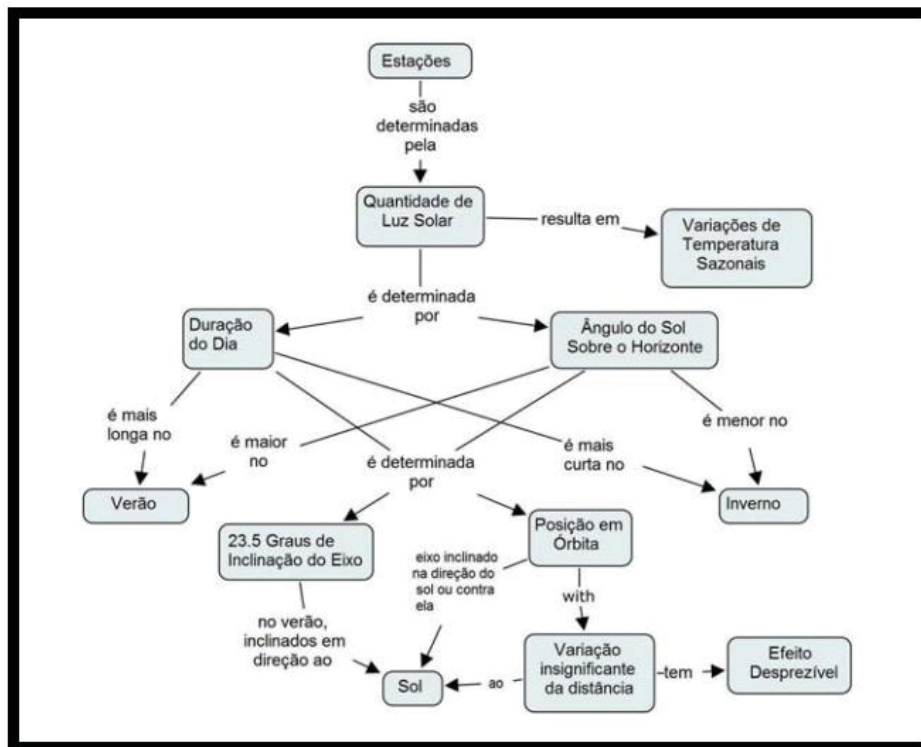 Estações
são
determinadas
pela
Quantidade de
Luz Solar
resulta em
Variações de
Temperatura
Sazonais
é determinada
por
Duração
do Dia
Ângulo do Sol
Sobre o Horizonte
é mais
longa no
é maior
no
é determinada
por
é mais
curta no
é menor no
Verão
Inverno
23.5 Graus de
Inclinação do Eixo
Posição em
Órbita
eixo inclinado
na direção do
sol ou contra
ela
with
no verão,
inclinados em
direção ao
Sol
ao
Variação
insignificante
da distância
tem
Efeito
Desprezível